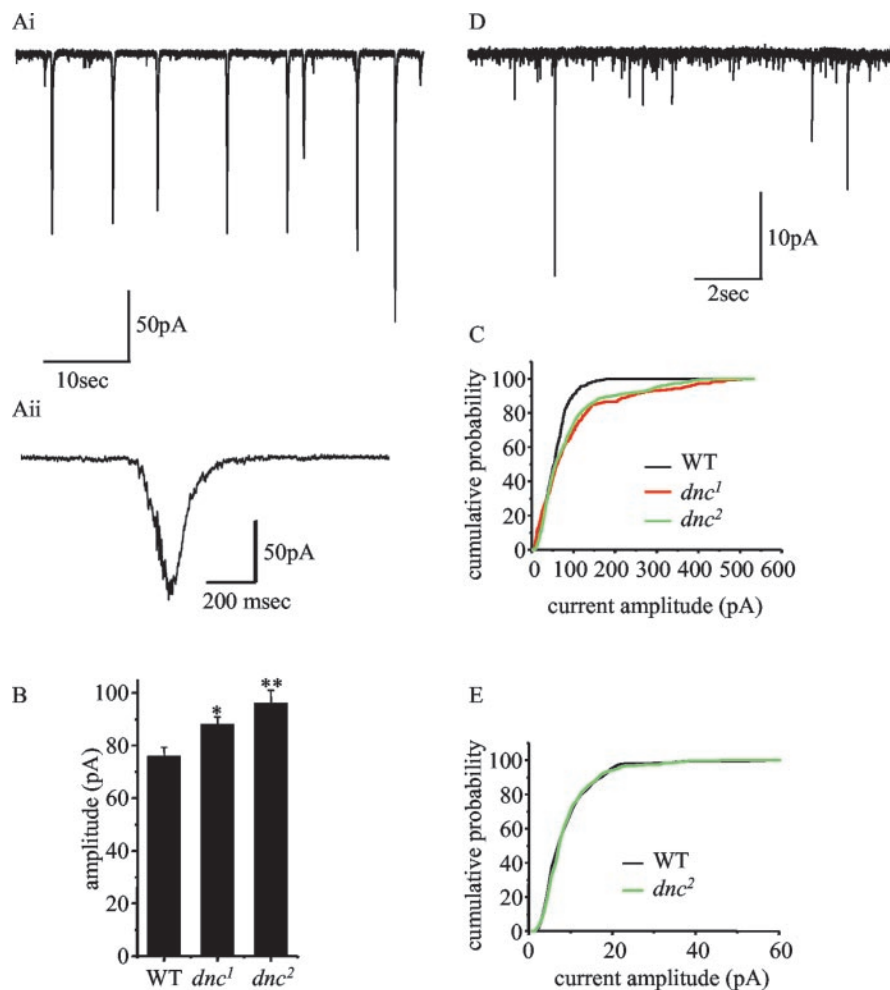 Ai
50pA
10sec
Aii
50pA
200 msec
B
amplitude (pA)
100
80
60
40
20
0
*
**
WT
dnc1
dnc2
D
10pA
2sec
C
cumulative probability
100
80
60
40
20
0
WT
dnc1
dnc2
0 100 200 300 400 500 600
current amplitude (pA)
E
cumulative probability
100
80
60
40
20
0
WT
dnc2
0 20 40 60
current amplitude (pA)